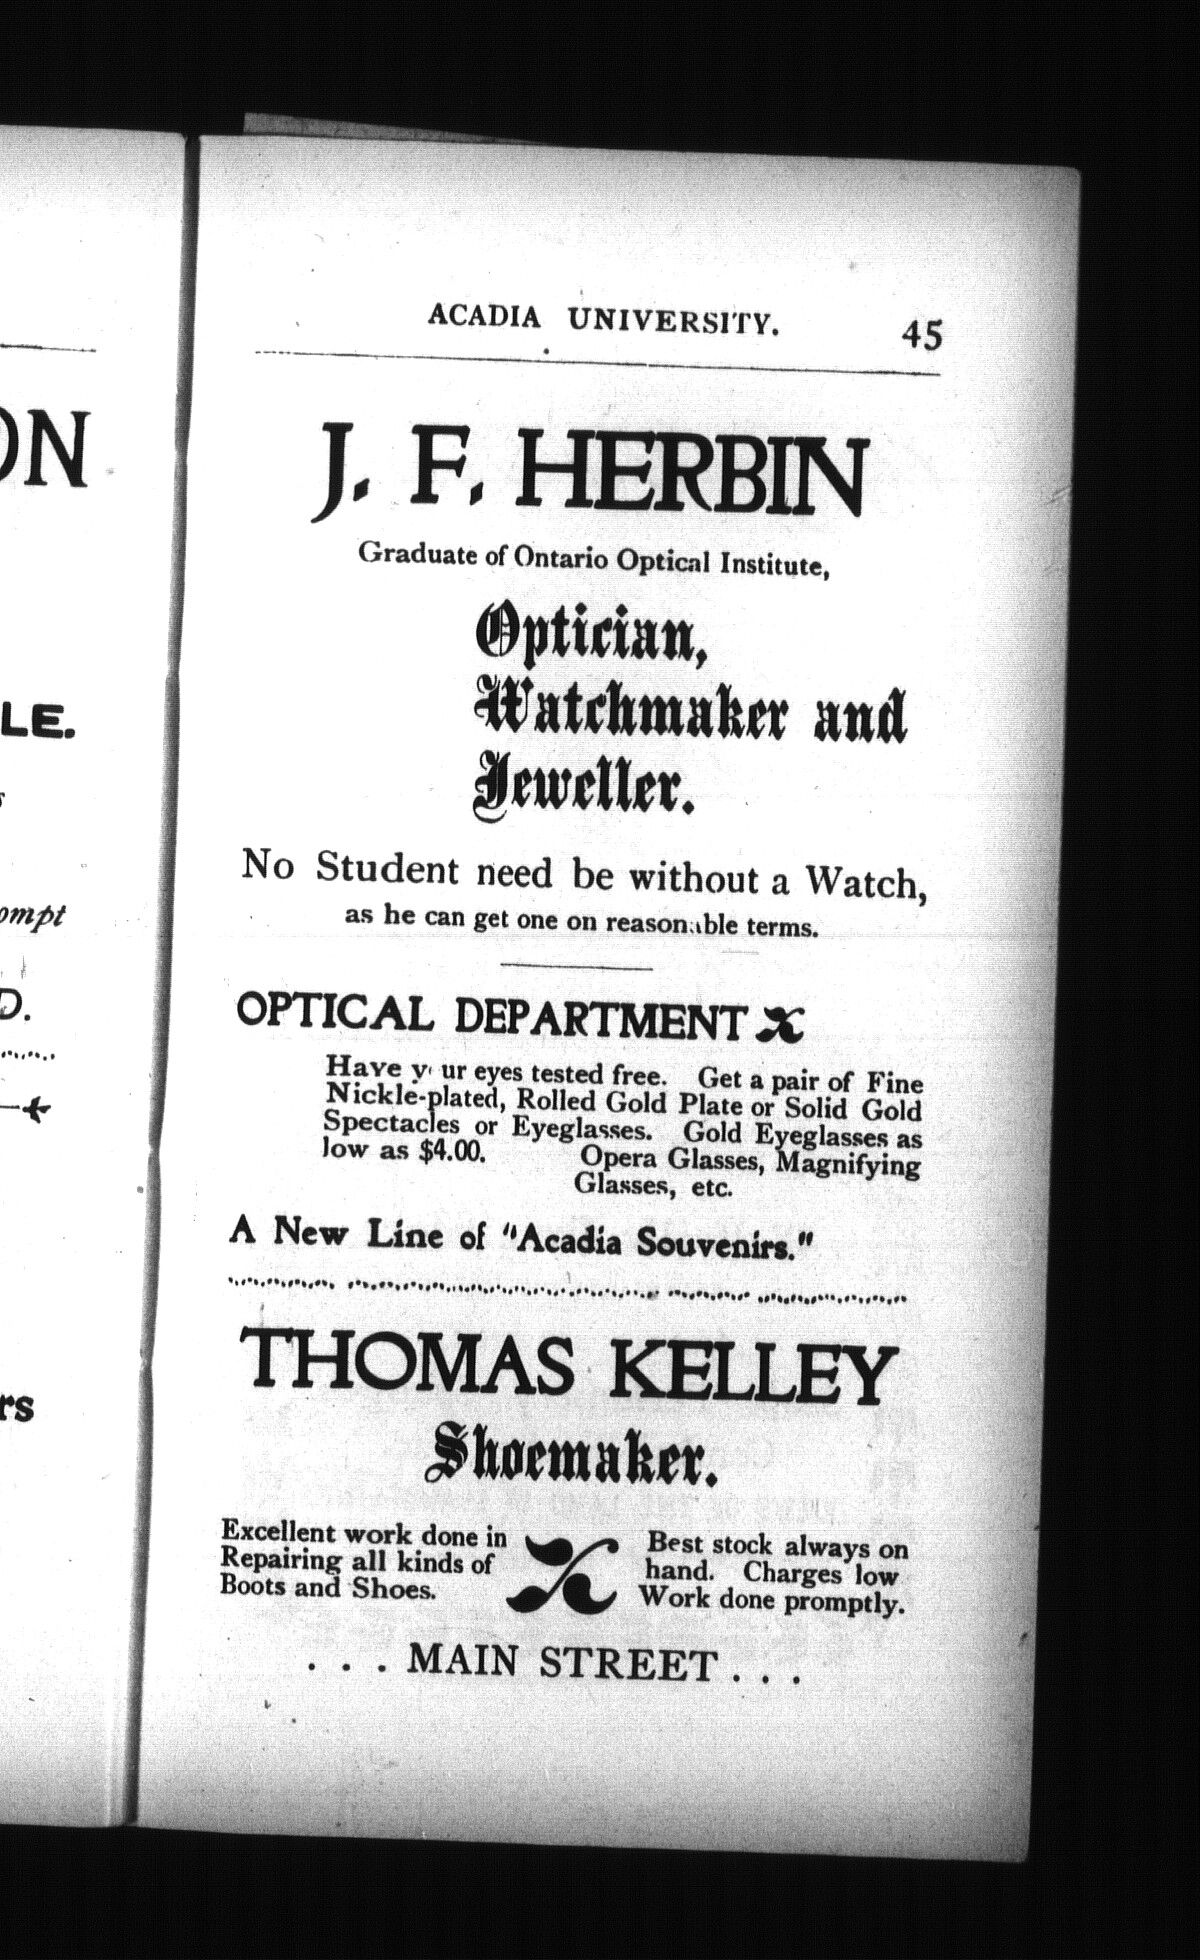 ON
LE.
ompt
D.
rs
ACADIA UNIVERSITY. 45
J. F. HERBIN
Graduate of Ontario Optical Institute,
Optician,
Watchmaker and
Jeweller.
No Student need be without a Watch,
as he can get one on reasonable terms.
OPTICAL DEPARTMENT
Have y ur eyes tested free. Get a pair of Fine
Nickle-plated, Rolled Gold Plate or Solid Gold
Spectacles or Eyeglasses. Gold Eyeglasses as
low as $4.00. Opera Glasses, Magnifying
Glasses, etc.
A New Line of "Acadia Souvenirs."
THOMAS KELLEY
Shoemaker.
Excellent work done in
Repairing all kinds of
Boots and Shoes.
Best stock always on
hand. Charges low
Work done promptly.
. . . MAIN STREET . . .